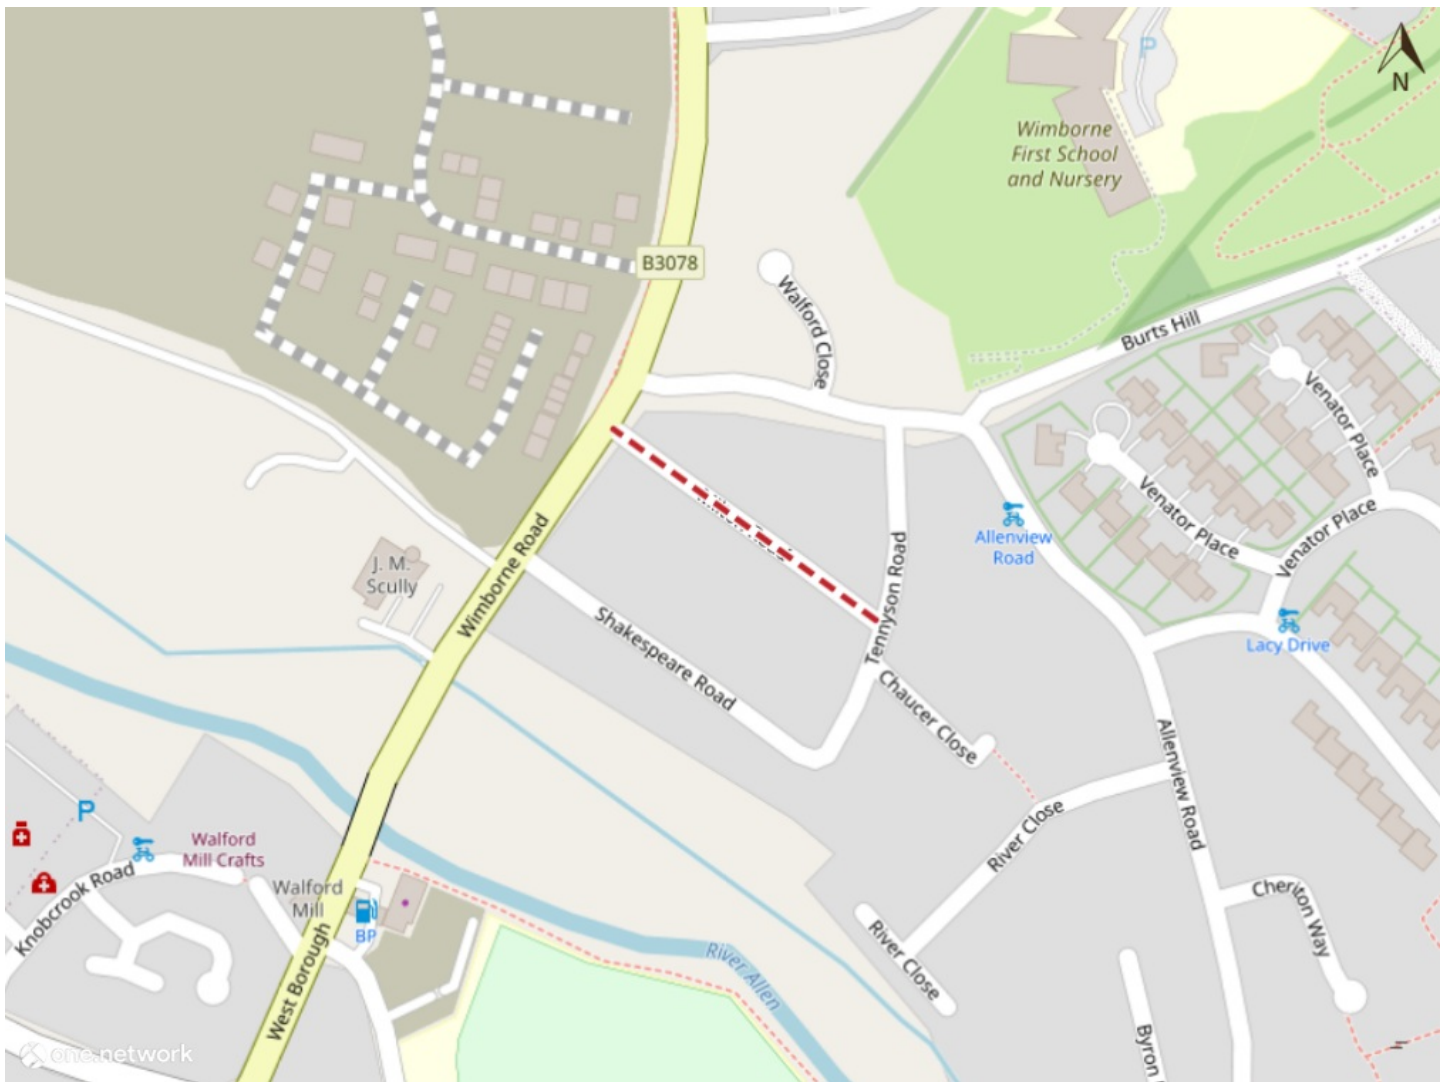 N
P
Wimborne
First School
and Nursery
B3078
Walford Close
Burts Hill
Venator Place
Venator Place
Venator Place
Allenview
Road
Wimborne Road
J. M.
Scully
Tennyson Road
Shakespeare Road
Lacy Drive
Chaucer Close
Allenview Road
P
Walford
Mill Crafts
River Close
Knobcrook Road
Walford
Mill
BP
Cheriton Way
River Close
River Allen
West Borough
Byron
one.network